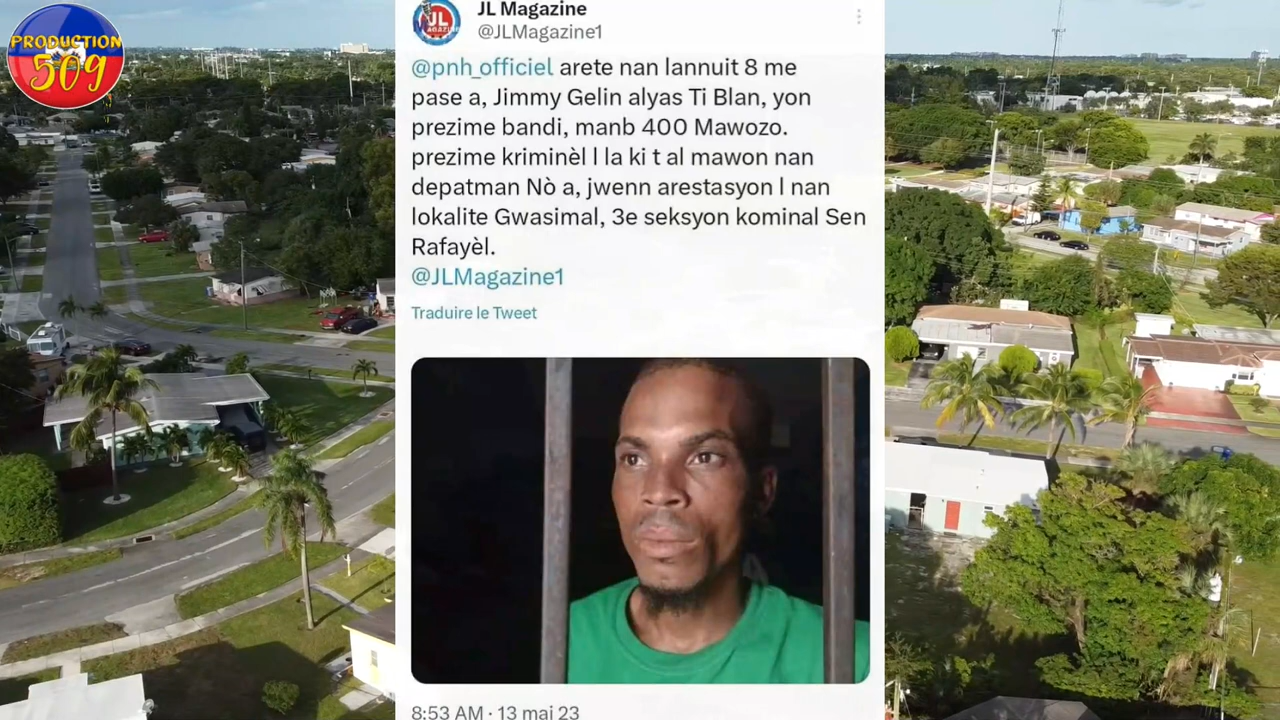 PRODUCTION
509
JL
MAGAZINE
JL Magazine
@JLMagazine1
@pnh_officiel arete nan lannuit 8 me
pase a, Jimmy Gelin alyas Ti Blan, yon
prezime bandi, manb 400 Mawozo.
prezime kriminèl l la ki t al mawon nan
depatman Nò a, jwenn arestasyon l nan
lokalite Gwasimal, 3e seksyon kominal Sen
Rafayèl.
@JLMagazine1
Traduire le Tweet
8:53 AM · 13 mai 23